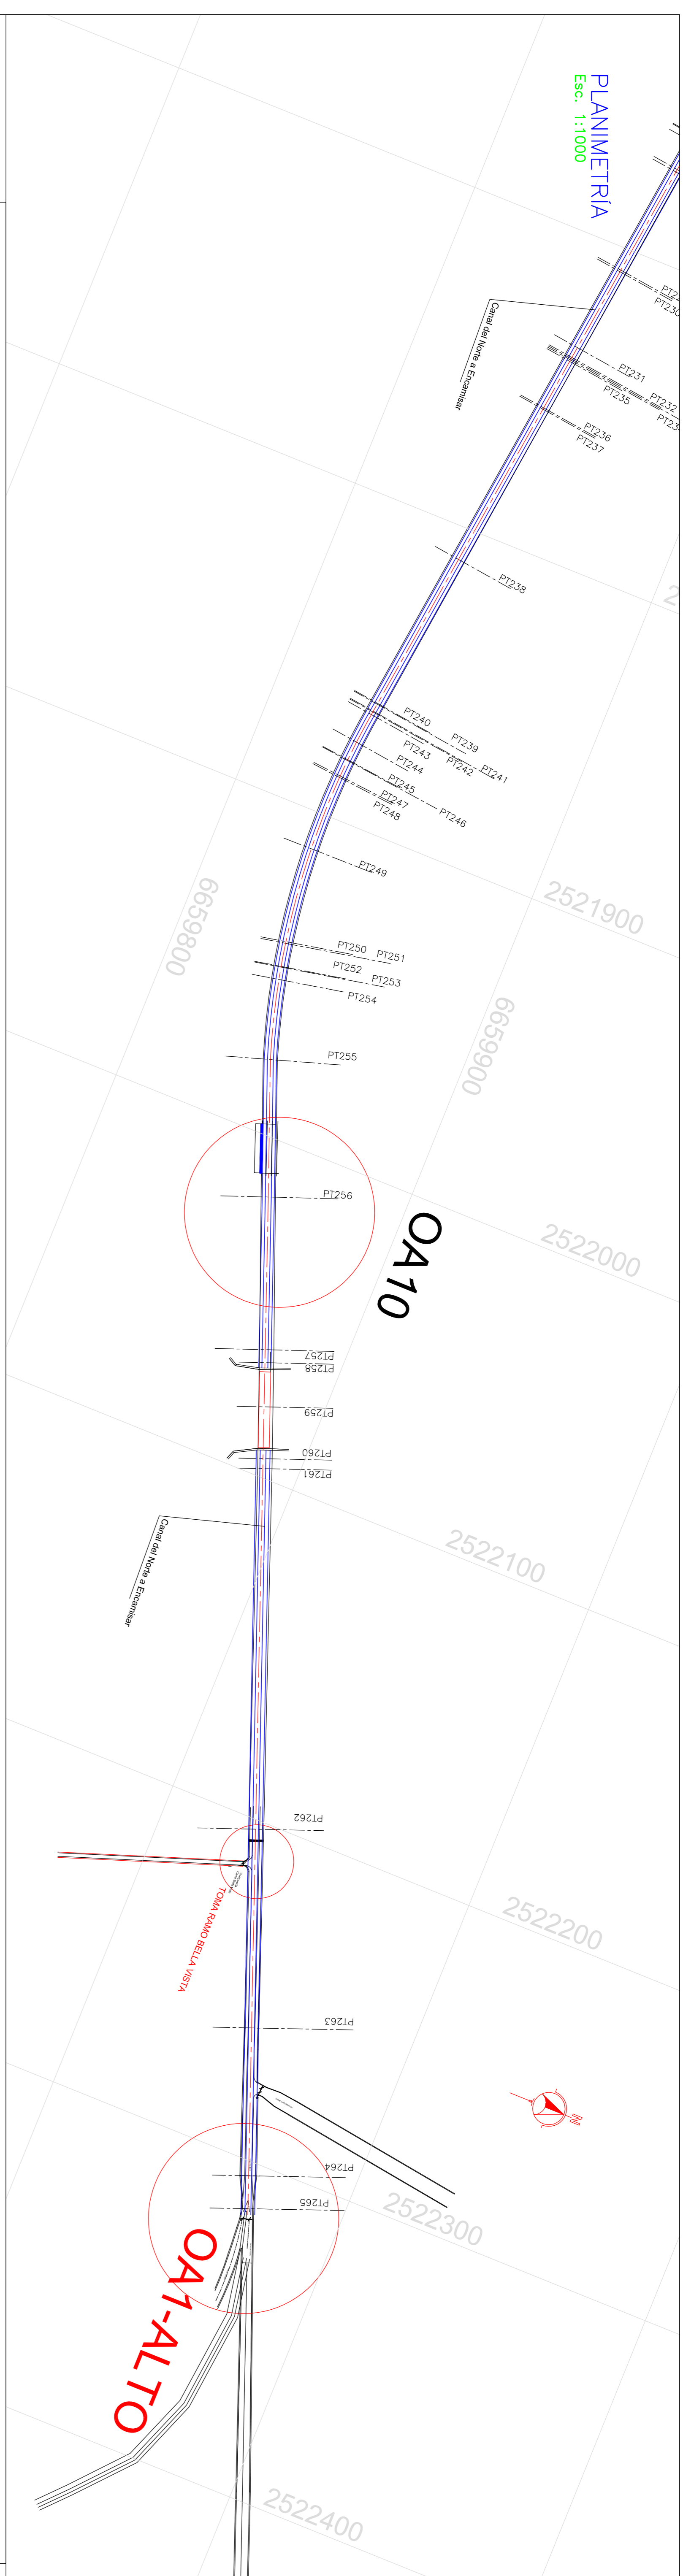 PLANIMETRÍA
Esc. 1:1000
PT230
Canal del Norte a Encamisar
PT231
PT232
PT235
PT236
PT237
PT238
PT240
PT239
PT243
PT242
PT241
PT244
PT245
PT246
PT247
PT248
PT249
6659800
2521900
PT250
PT251
PT252
PT253
PT254
6659900
PT255
PT256
OA10
2522000
PT257
PT258
PT259
PT260
PT261
Canal del Norte a Encamisar
2522100
PT262
TOMA RAMO BELLA VISTA
2522200
PT263
N
PT264
PT265
2522300
OA1-ALTO
2522400